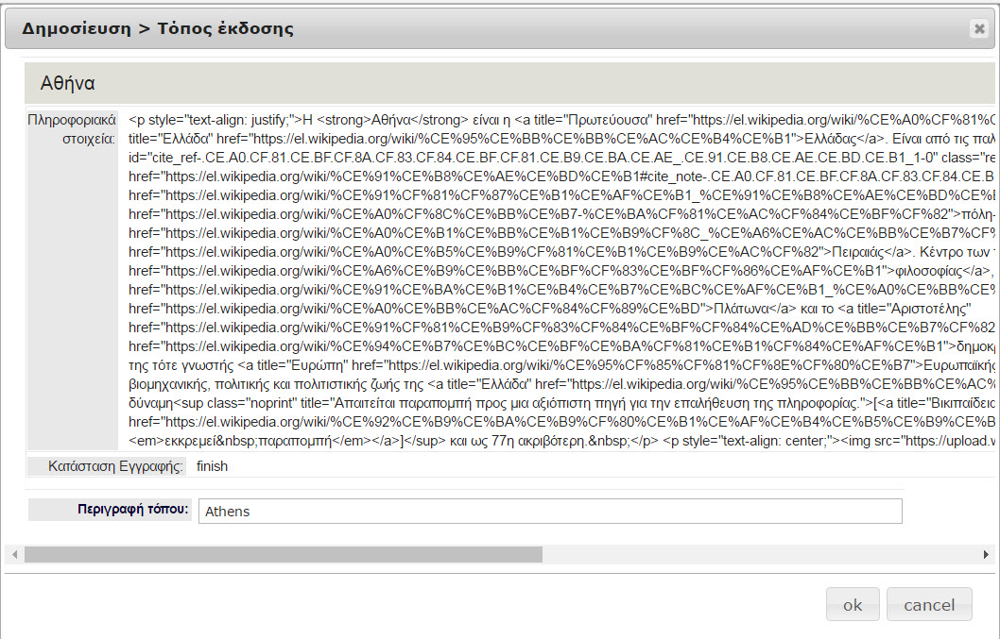 Δημοσίευση > Τόπος έκδοσης
Αθήνα
Πληροφοριακά στοιχεία:
<p style="text-align: justify;">Η <strong>Αθήνα</strong> είναι η <a title="Πρωτεύουσα" href="https://el.wikipedia.org/wiki/%CE%A0%CF%81%C
title="Ελλάδα" href="https://el.wikipedia.org/wiki/%CE%95%CE%BB%CE%BB%CE%AC%CE%B4%CE%B1">Ελλάδας</a>. Είναι από τις παλ
id="cite_ref-.CE.A0.CF.81.CE.BF.CF.8A.CF.83.CF.84.CE.BF.CF.81.CE.B9.CE.BA.CE.AE_.CE.91.CE.B8.CE.AE.CE.BD.CE.B1_1-0" class="re
href="https://el.wikipedia.org/wiki/%CE%91%CE%B8%CE%AE%CE%BD%CE%B1#cite_note-.CE.A0.CF.81.CE.BF.CF.8A.CF.83.CF.84.CE.B
href="https://el.wikipedia.org/wiki/%CE%91%CF%81%CF%87%CE%B1%CE%AF%CE%B1_%CE%91%CE%B8%CE%AE%CE%BD%CE%B
href="https://el.wikipedia.org/wiki/%CE%A0%CF%8C%CE%BB%CE%B7-%CE%BA%CF%81%CE%AC%CF%84%CE%BF%CF%82">πόλη-
href="https://el.wikipedia.org/wiki/%CE%A0%CE%B1%CE%BB%CE%B1%CE%B9%CF%8C_%CE%A6%CE%AC%CE%BB%CE%B7%CF%
href="https://el.wikipedia.org/wiki/%CE%A0%CE%B5%CE%B9%CF%81%CE%B1%CE%B9%CE%AC%CF%82">Πειραιάς</a>. Κέντρο των
href="https://el.wikipedia.org/wiki/%CE%A6%CE%B9%CE%BB%CE%BF%CF%83%CE%BF%CF%86%CE%AF%CE%B1">φιλοσοφίας</a>,
href="https://el.wikipedia.org/wiki/%CE%91%CE%BA%CE%B1%CE%B4%CE%B7%CE%BC%CE%AF%CE%B1_%CE%A0%CE%BB%
href="https://el.wikipedia.org/wiki/%CE%A0%CE%BB%CE%AC%CF%84%CF%89%CE%BD">Πλάτωνα</a> και το <a title="Αριστοτέλης"
href="https://el.wikipedia.org/wiki/%CE%91%CF%81%CE%B9%CF%83%CF%84%CE%BF%CF%84%CE%AD%CE%BB%CE%B7%CF%82
href="https://el.wikipedia.org/wiki/%CE%94%CE%B7%CE%BC%CE%BF%CE%BA%CF%81%CE%B1%CF%84%CE%AF%CE%B1">δημοκ
της τότε γνωστής <a title="Ευρώπη" href="https://el.wikipedia.org/wiki/%CE%95%CF%85%CF%81%CF%8E%CF%80%CE%B7">Ευρωπαϊκής
βιομηχανικής, πολιτικής και πολιτιστικής ζωής της <a title="Ελλάδα" href="https://el.wikipedia.org/wiki/%CE%95%CE%BB%CE%BB%CE%AC%
δύναμη<sup class="noprint" title="Απαιτείται παραπομπή προς μια αξιόπιστη πηγή για την επαλήθευση της πληροφορίας.">[<a title="Βικιπαίδεια
href="https://el.wikipedia.org/wiki/%CE%92%CE%B9%CE%BA%CE%B9%CF%80%CE%B1%CE%AF%CE%B4%CE%B5%CE%B9%CE%B
<em>εκκρεμεί&nbsp;παραπομπή</em></a>]</sup> και ως 77η ακριβότερη.&nbsp;</p> <p style="text-align: center;"><img src="https://upload.w
Κατάσταση Εγγραφής: finish
Περιγραφή τόπου: Athens
ok cancel